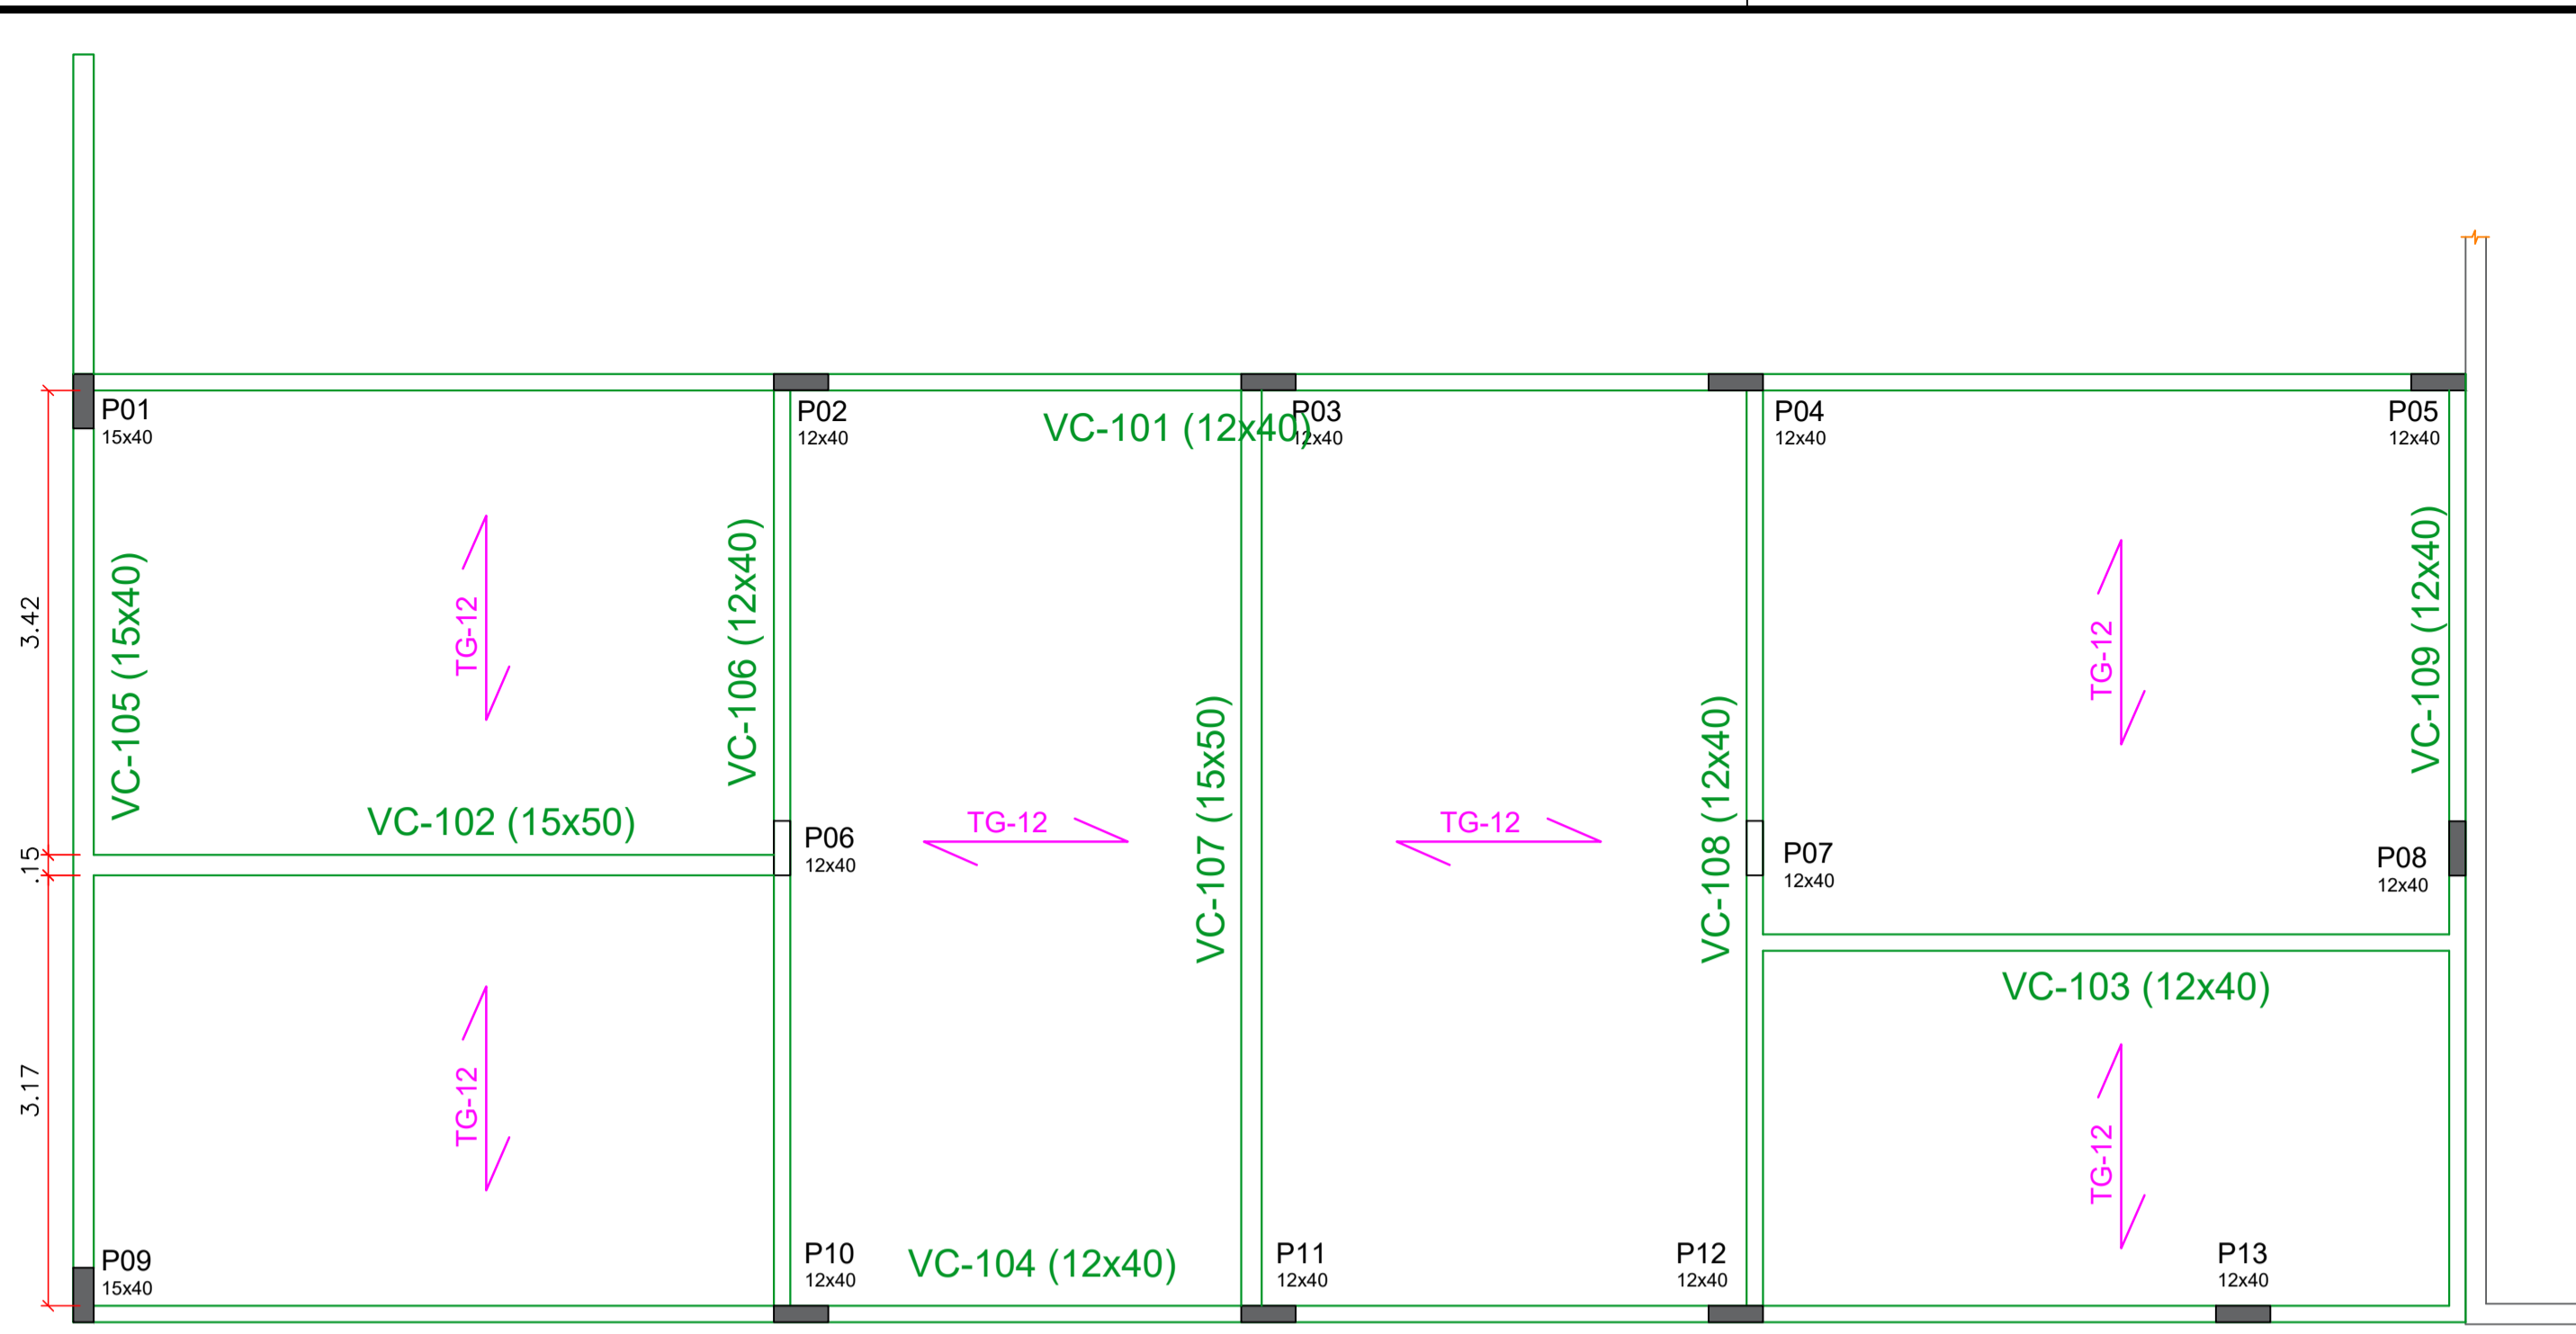 P01
15x40
P02
12x40
VC-101 (12x40)
P03
12x40
P04
12x40
P05
12x40
3.42
VC-105 (15x40)
TG-12
VC-106 (12x40)
TG-12
VC-109 (12x40)
VC-102 (15x50)
.15
P06
12x40
TG-12
VC-107 (15x50)
TG-12
VC-108 (12x40)
P07
12x40
P08
12x40
VC-103 (12x40)
3.17
TG-12
TG-12
P09
15x40
P10
12x40
VC-104 (12x40)
P11
12x40
P12
12x40
P13
12x40